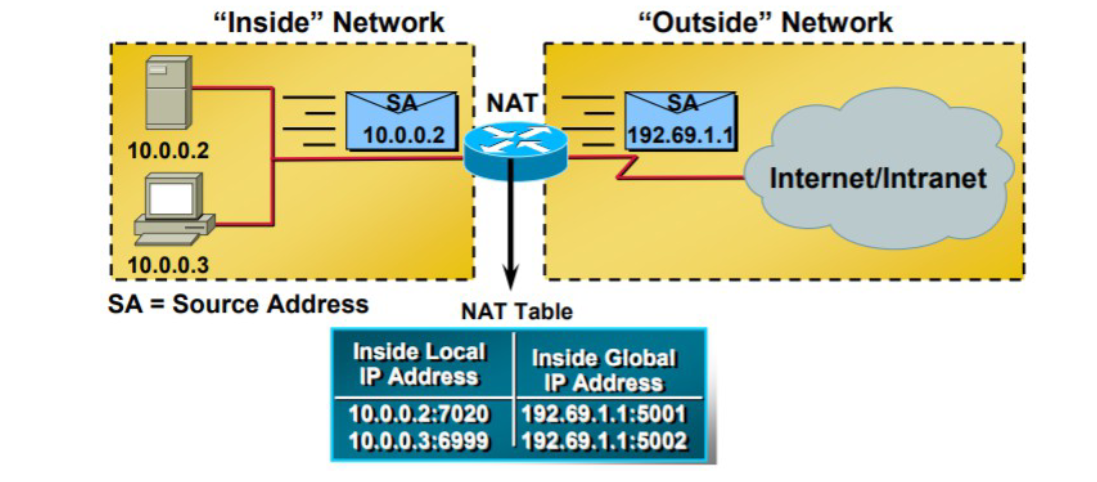 “Inside” Network
“Outside” Network
10.0.0.2
10.0.0.3
SA
10.0.0.2
NAT
SA
192.69.1.1
Internet/Intranet
SA = Source Address
NAT Table
Inside Local
IP Address
Inside Global
IP Address
10.0.0.2:7020 192.69.1.1:5001
10.0.0.3:6999 192.69.1.1:5002